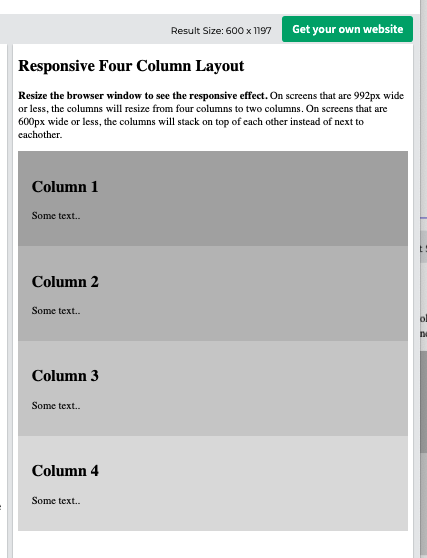 Result Size: 600 x 1197
Get your own website
Responsive Four Column Layout
Resize the browser window to see the responsive effect. On screens that are 992px wide
or less, the columns will resize from four columns to two columns. On screens that are
600px wide or less, the columns will stack on top of each other instead of next to
eachother.
Column 1
Some text..
Column 2
Some text..
Column 3
Some text..
Column 4
Some text..